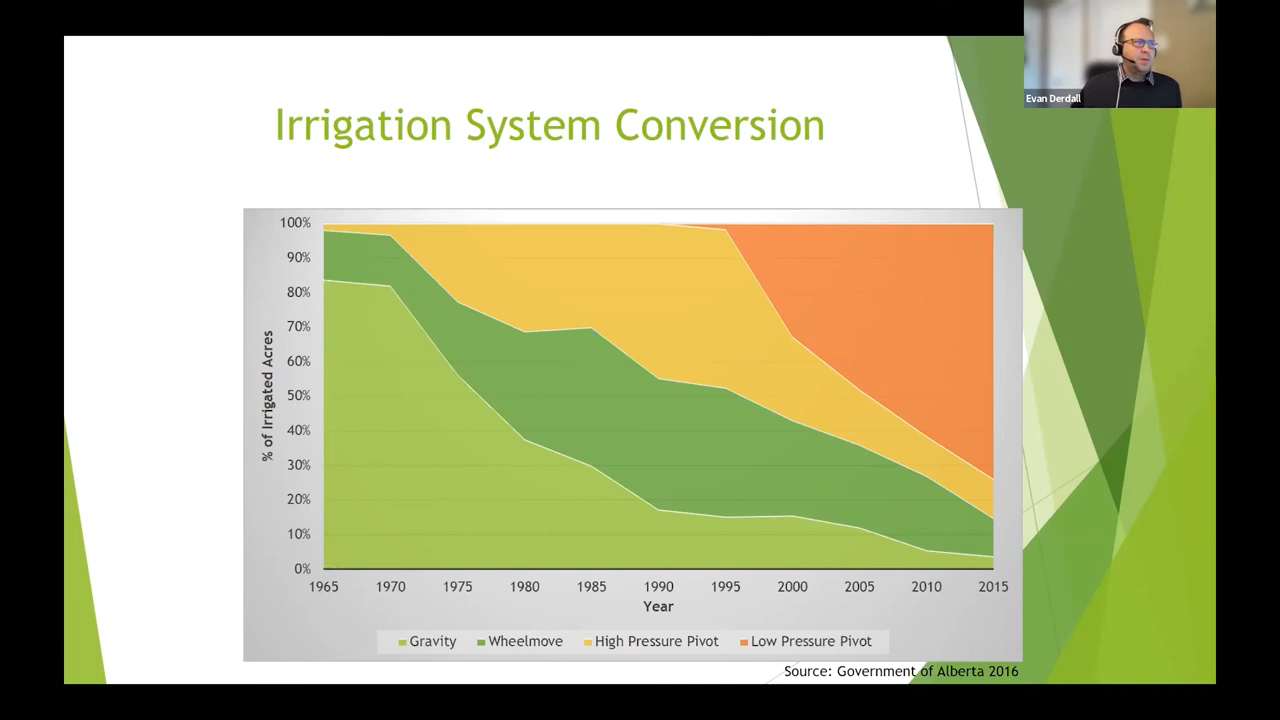 Evan Derdall
Irrigation System Conversion
100%
90%
80%
70%
60%
50%
40%
30%
20%
10%
0%
% of Irrigated Acres
1965 1970 1975 1980 1985 1990 1995 2000 2005 2010 2015
Year
Gravity Wheelmove High Pressure Pivot Low Pressure Pivot
Source: Government of Alberta 2016